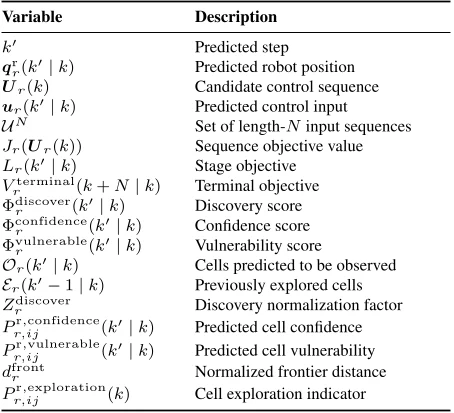 Variable Description
k′ Predicted step
q_r^r(k′ | k) Predicted robot position
U_r(k) Candidate control sequence
u_r(k′ | k) Predicted control input
𝒰^N Set of length-N input sequences
J_r(U_r(k)) Sequence objective value
L_r(k′ | k) Stage objective
V_r^terminal(k + N | k) Terminal objective
Φ_r^discover(k′ | k) Discovery score
Φ_r^confidence(k′ | k) Confidence score
Φ_r^vulnerable(k′ | k) Vulnerability score
𝒪_r(k′ | k) Cells predicted to be observed
ℰ_r(k′ − 1 | k) Previously explored cells
Z_r^discover Discovery normalization factor
P_{r,ij}^{r,confidence}(k′ | k) Predicted cell confidence
P_{r,ij}^{r,vulnerable}(k′ | k) Predicted cell vulnerability
d_r^front Normalized frontier distance
P_{r,ij}^{r,exploration}(k) Cell exploration indicator